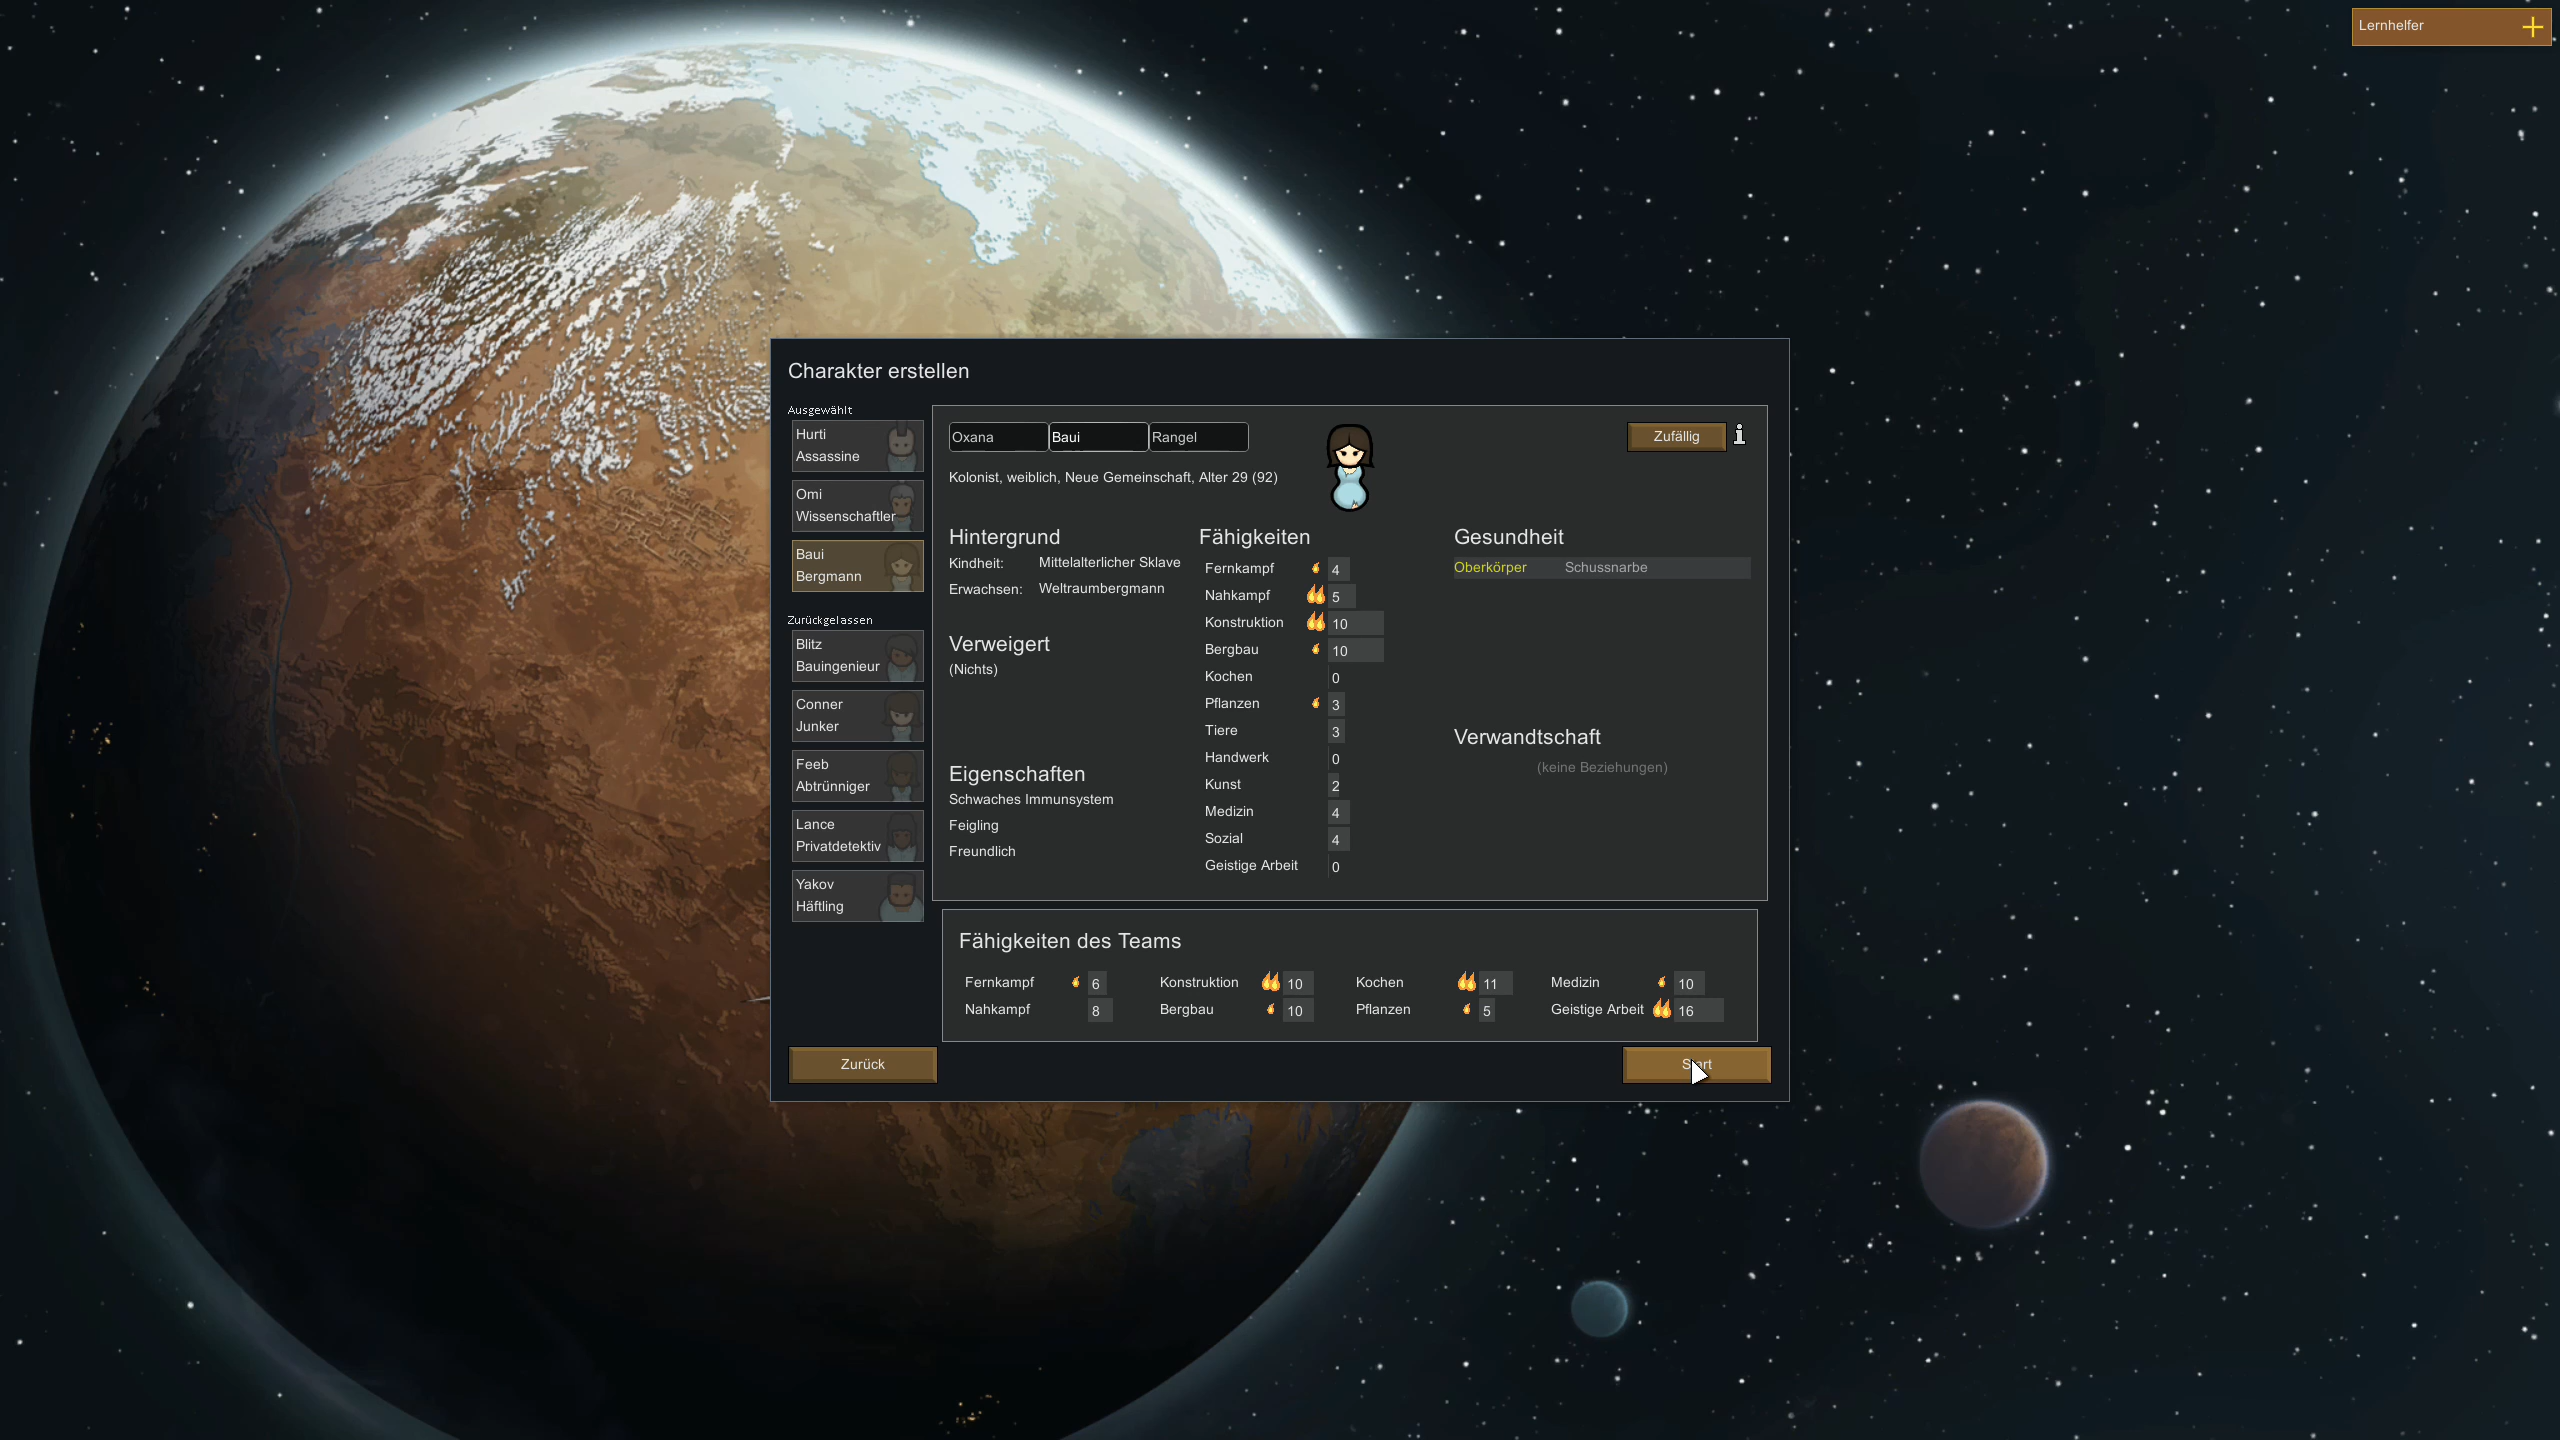 Lernhelfer
Charakter erstellen
Ausgewählt
Hurti
Assassine
Omi
Wissenschaftler
Baui
Bergmann
Zurückgelassen
Blitz
Bauingenieur
Conner
Junker
Feeb
Abtrünniger
Lance
Privatdetektiv
Yakov
Häftling
Oxana Baui Rangel
Zufällig
Kolonist, weiblich, Neue Gemeinschaft, Alter 29 (92)
Hintergrund
Kindheit: Mittelalterlicher Sklave
Erwachsen: Weltraumbergmann
Verweigert
(Nichts)
Eigenschaften
Schwaches Immunsystem
Feigling
Freundlich
Fähigkeiten
Fernkampf 4
Nahkampf 5
Konstruktion 10
Bergbau 10
Kochen 0
Pflanzen 3
Tiere 3
Handwerk 0
Kunst 2
Medizin 4
Sozial 4
Geistige Arbeit 0
Gesundheit
Oberkörper Schussnarbe
Verwandtschaft
(keine Beziehungen)
Fähigkeiten des Teams
Fernkampf 6 Konstruktion 10 Kochen 11 Medizin 10
Nahkampf 8 Bergbau 10 Pflanzen 5 Geistige Arbeit 16
Zurück
Start